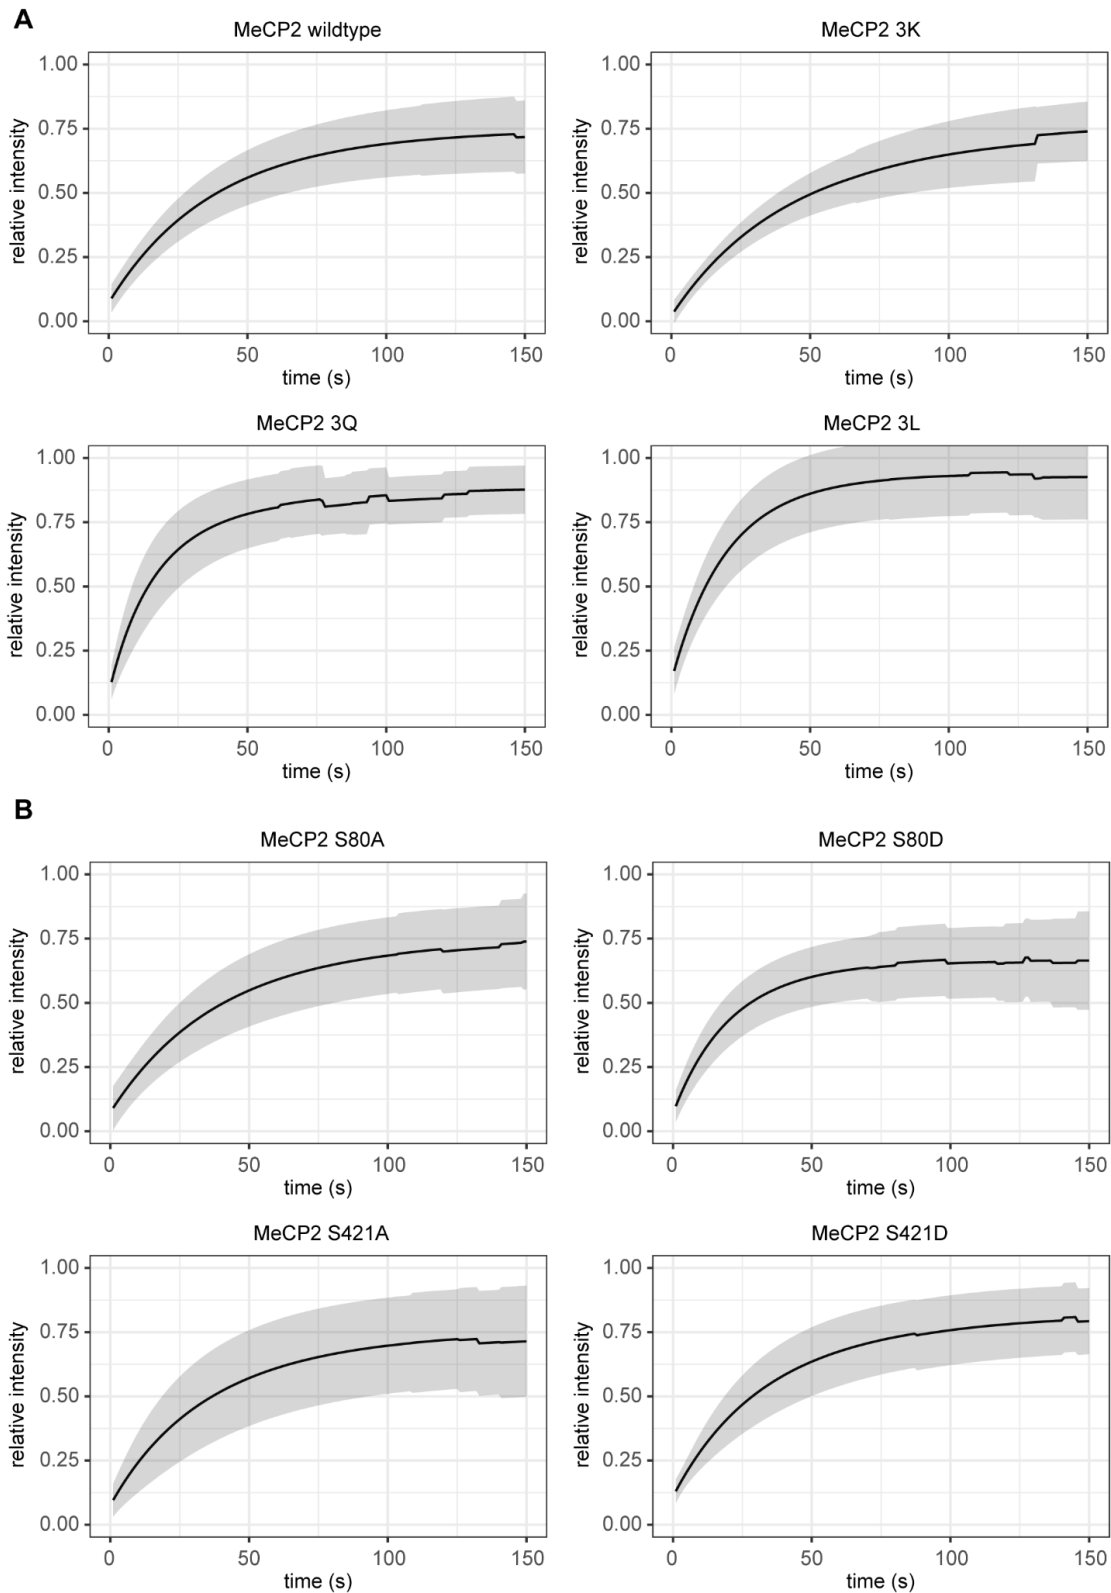 A
MeCP2 wildtype
1.00
0.75
0.50
0.25
0.00
relative intensity
0 50 100 150
time (s)
MeCP2 3K
1.00
0.75
0.50
0.25
0.00
relative intensity
0 50 100 150
time (s)
MeCP2 3Q
1.00
0.75
0.50
0.25
0.00
relative intensity
0 50 100 150
time (s)
MeCP2 3L
1.00
0.75
0.50
0.25
0.00
relative intensity
0 50 100 150
time (s)
B
MeCP2 S80A
1.00
0.75
0.50
0.25
0.00
relative intensity
0 50 100 150
time (s)
MeCP2 S80D
1.00
0.75
0.50
0.25
0.00
relative intensity
0 50 100 150
time (s)
MeCP2 S421A
1.00
0.75
0.50
0.25
0.00
relative intensity
0 50 100 150
time (s)
MeCP2 S421D
1.00
0.75
0.50
0.25
0.00
relative intensity
0 50 100 150
time (s)